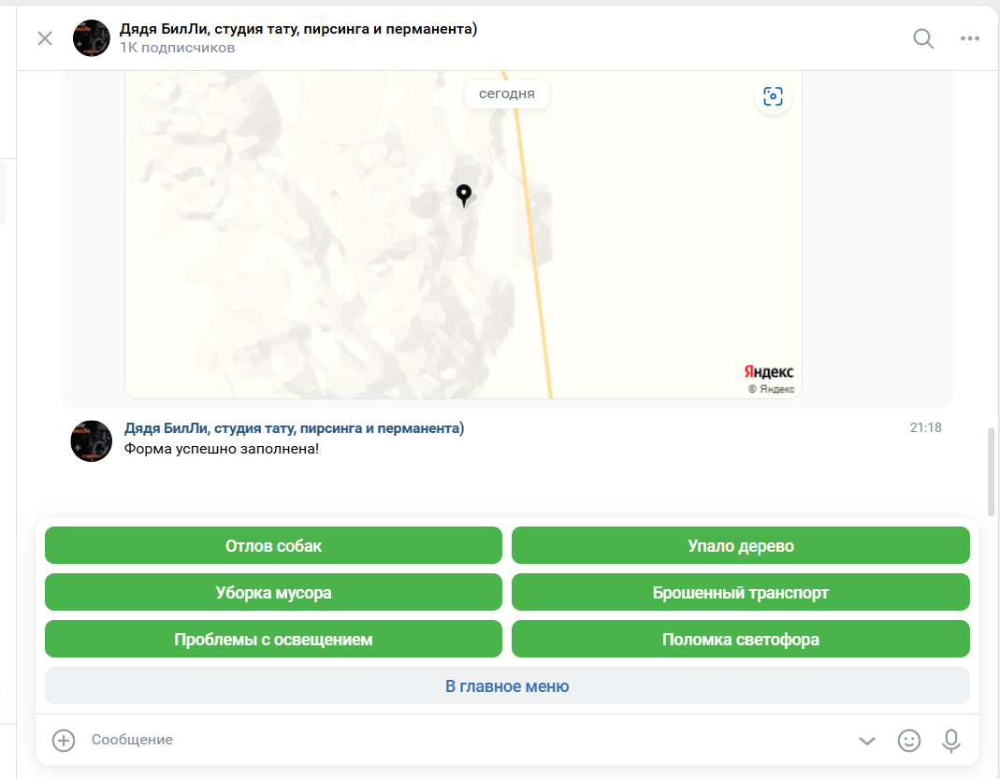 Дядя БилЛи, студия тату, пирсинга и перманента)
1K подписчиков
сегодня
Яндекс
© Яндекс
Дядя БилЛи, студия тату, пирсинга и перманента)
21:18
Форма успешно заполнена!
Отлов собак
Упало дерево
Уборка мусора
Брошенный транспорт
Проблемы с освещением
Поломка светофора
В главное меню
Сообщение